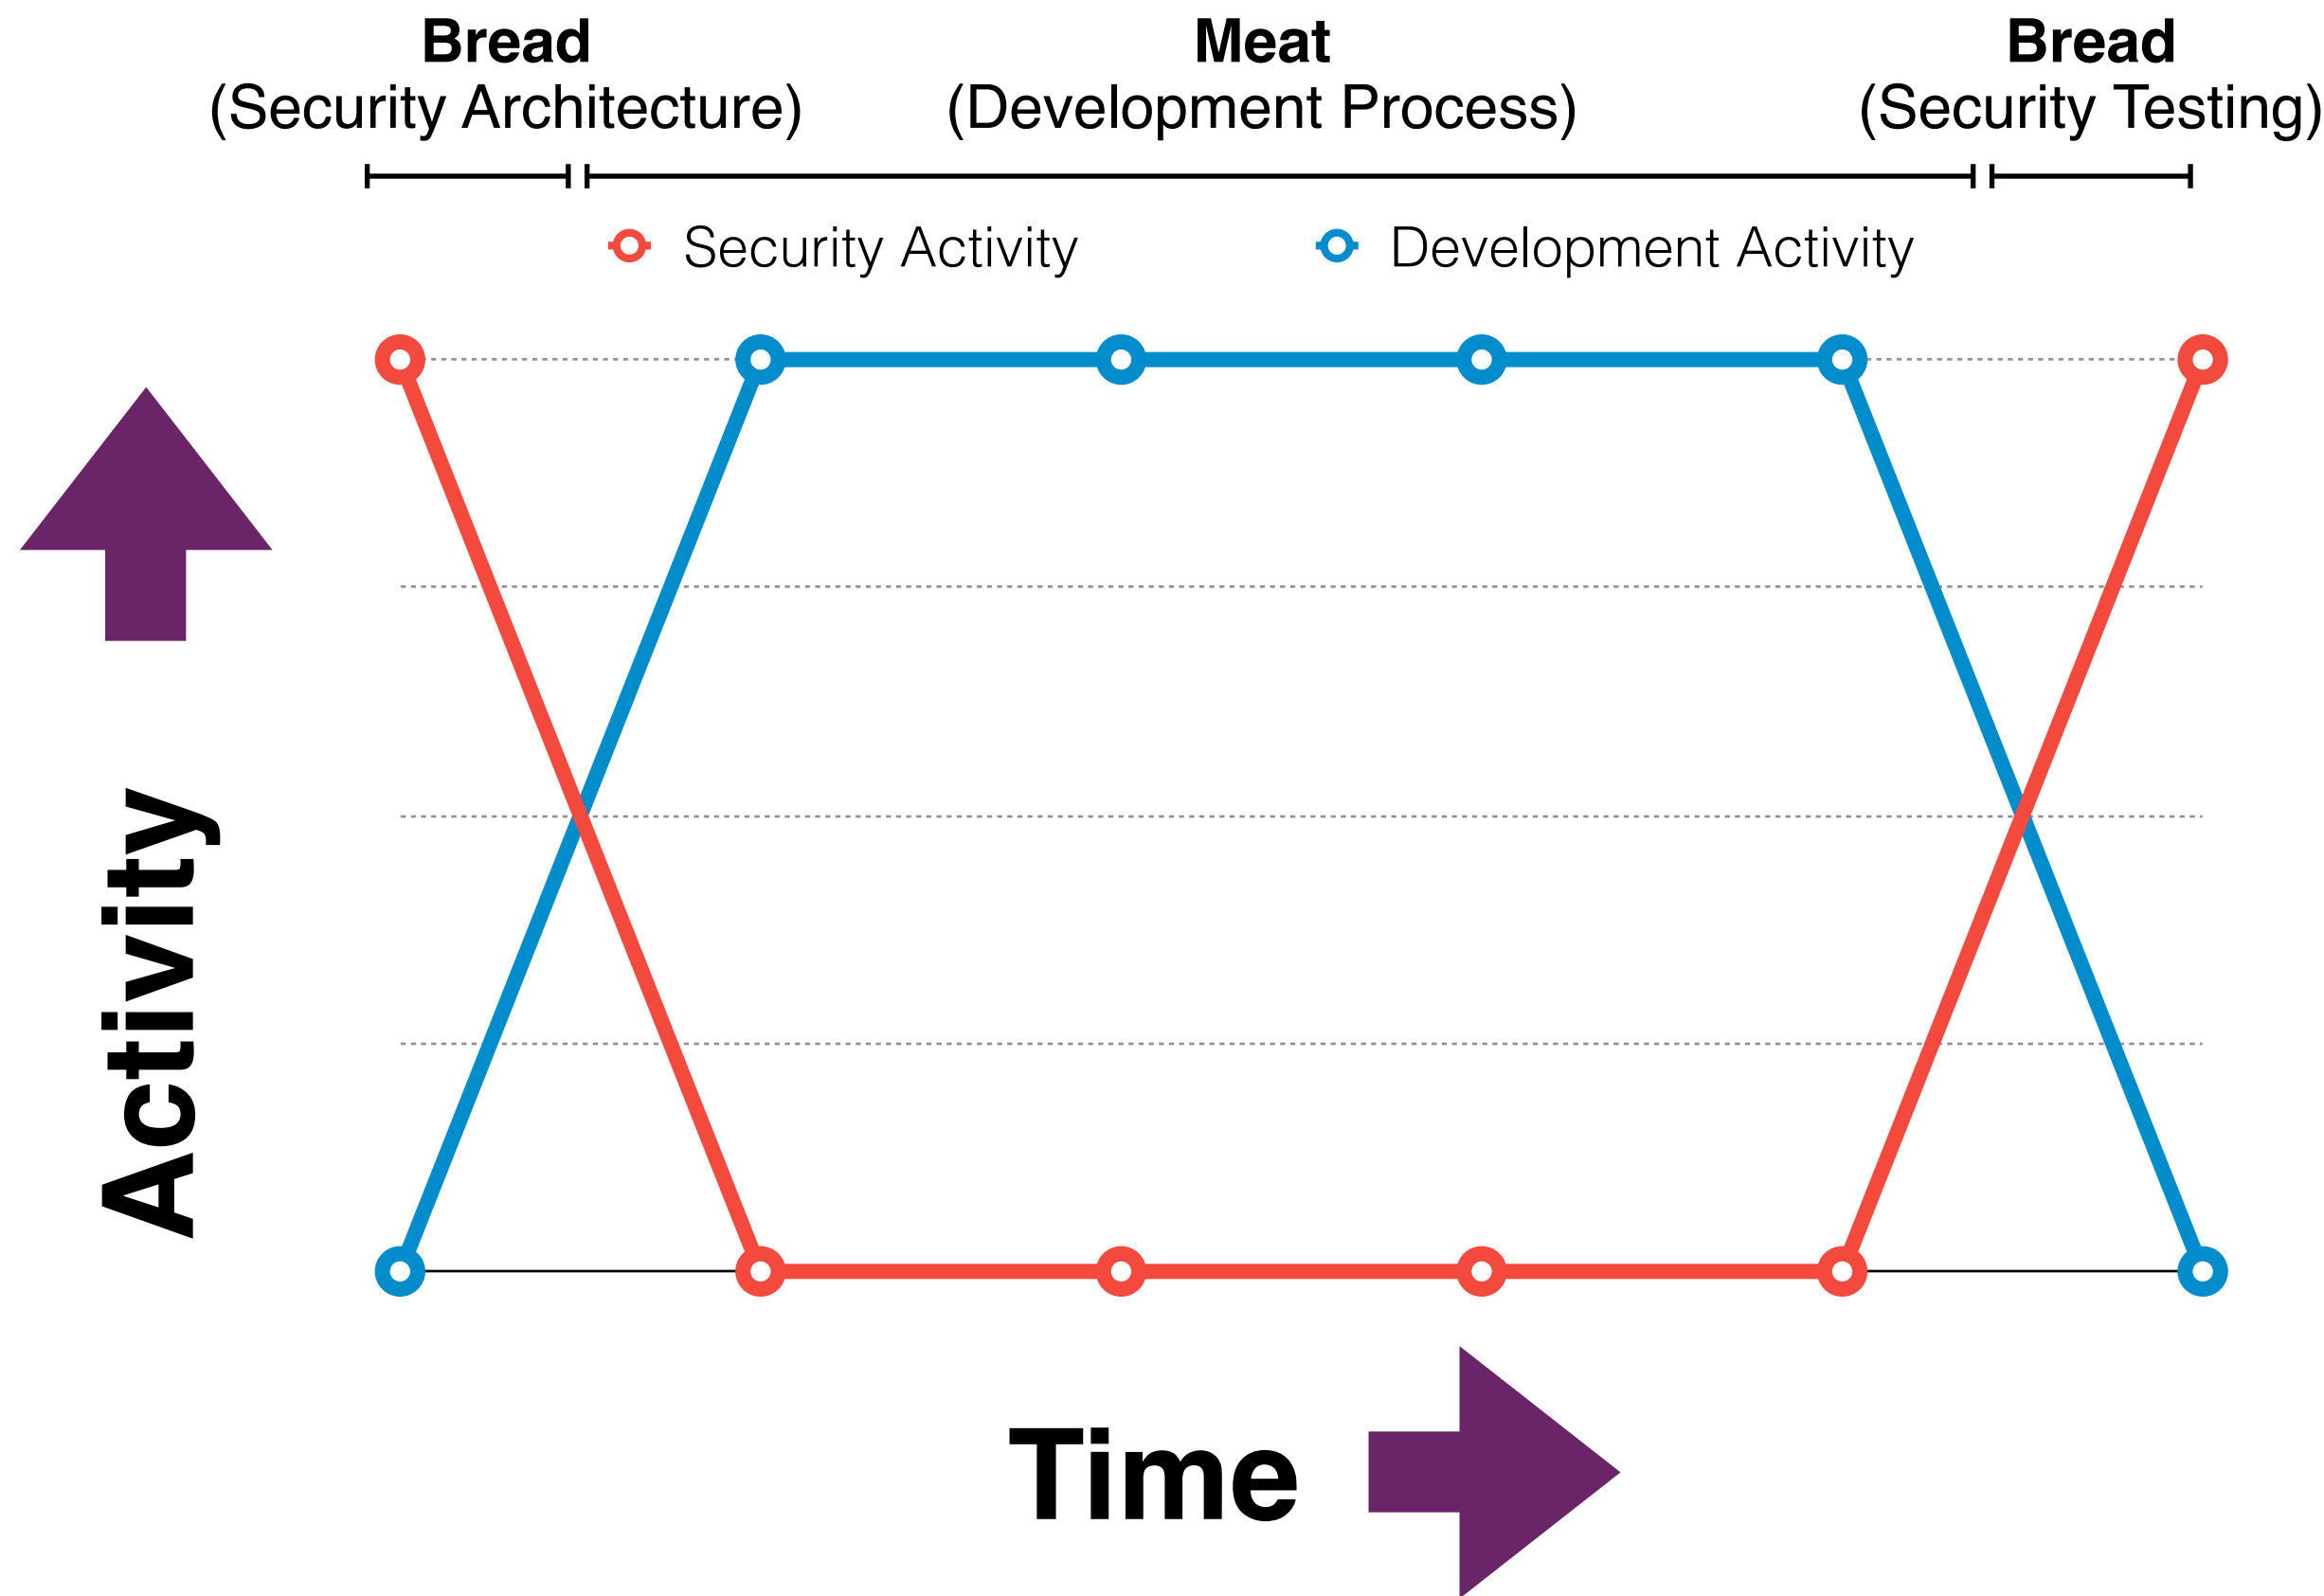 Bread
(Security Architecture)
Meat
(Development Process)
Bread
(Security Testing)
Security Activity
Development Activity
Activity
Time